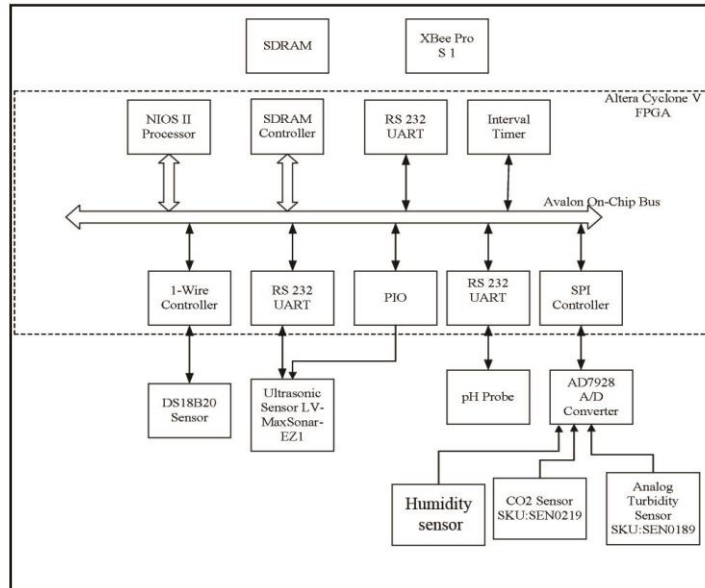 SDRAM
XBee Pro
S 1
Altera Cyclone V
FPGA
NIOS II
Processor
SDRAM
Controller
RS 232
UART
Interval
Timer
Avalon On-Chip Bus
1-Wire
Controller
RS 232
UART
PIO
RS 232
UART
SPI
Controller
DS18B20
Sensor
Ultrasonic
Sensor LV-
MaxSonar-
EZ1
pH Probe
AD7928
A/D
Converter
Humidity
sensor
CO2 Sensor
SKU:SEN0219
Analog
Turbidity
Sensor
SKU:SEN0189